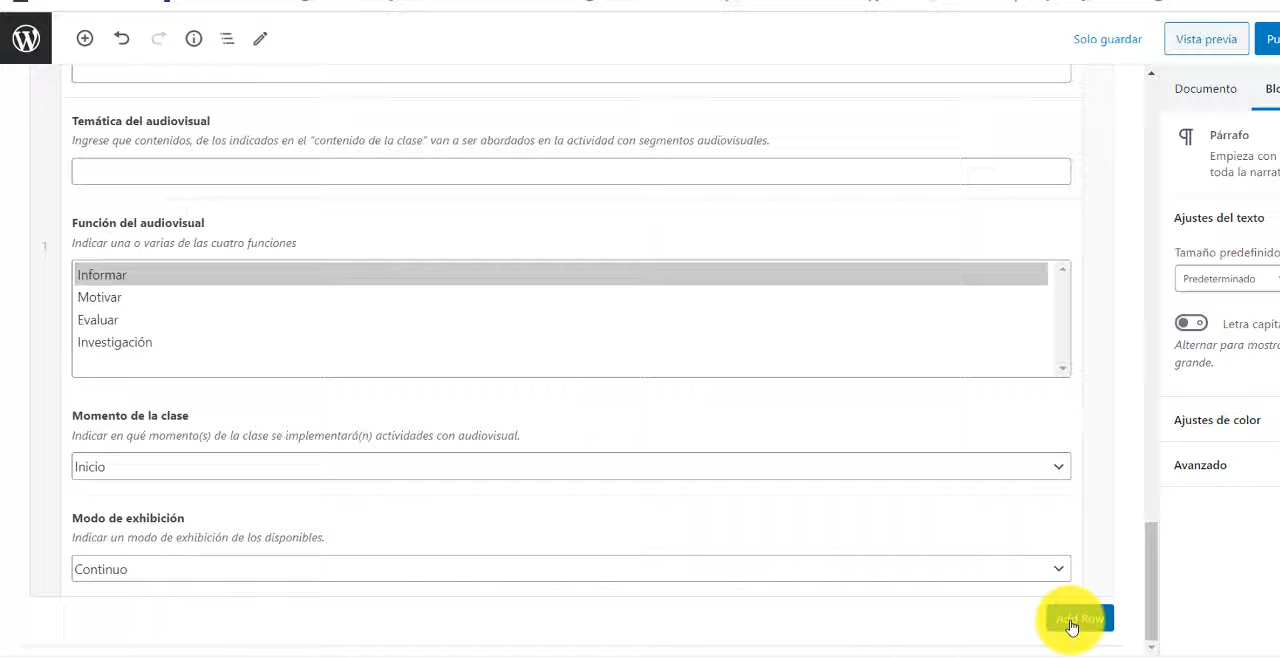 Solo guardar
Vista previa
Temática del audiovisual
Ingrese que contenidos, de los indicados en el "contenido de la clase" van a ser abordados en la actividad con segmentos audiovisuales.
Función del audiovisual
Indicar una o varias de las cuatro funciones
1
Informar
Motivar
Evaluar
Investigación
Momento de la clase
Indicar en qué momento(s) de la clase se implementará(n) actividades con audiovisual.
Inicio
Modo de exhibición
Indicar un modo de exhibición de los disponibles.
Continuo
Add Row
Documento
Párrafo
Empieza con
toda la
Ajustes del texto
Tamaño predefinido
Predeterminado
Letra
Alternar para
grande.
Ajustes de color
Avanzado